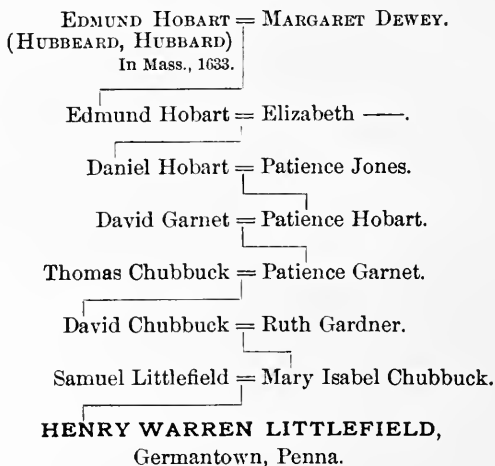 EDMUND HOBART = MARGARET DEWEY.
(HUBBEARD, HUBBARD)
In Mass., 1633.
Edmund Hobart = Elizabeth ——.
Daniel Hobart = Patience Jones.
David Garnet = Patience Hobart.
Thomas Chubbuck = Patience Garnet.
David Chubbuck = Ruth Gardner.
Samuel Littlefield = Mary Isabel Chubbuck.
HENRY WARREN LITTLEFIELD,
Germantown, Penna.